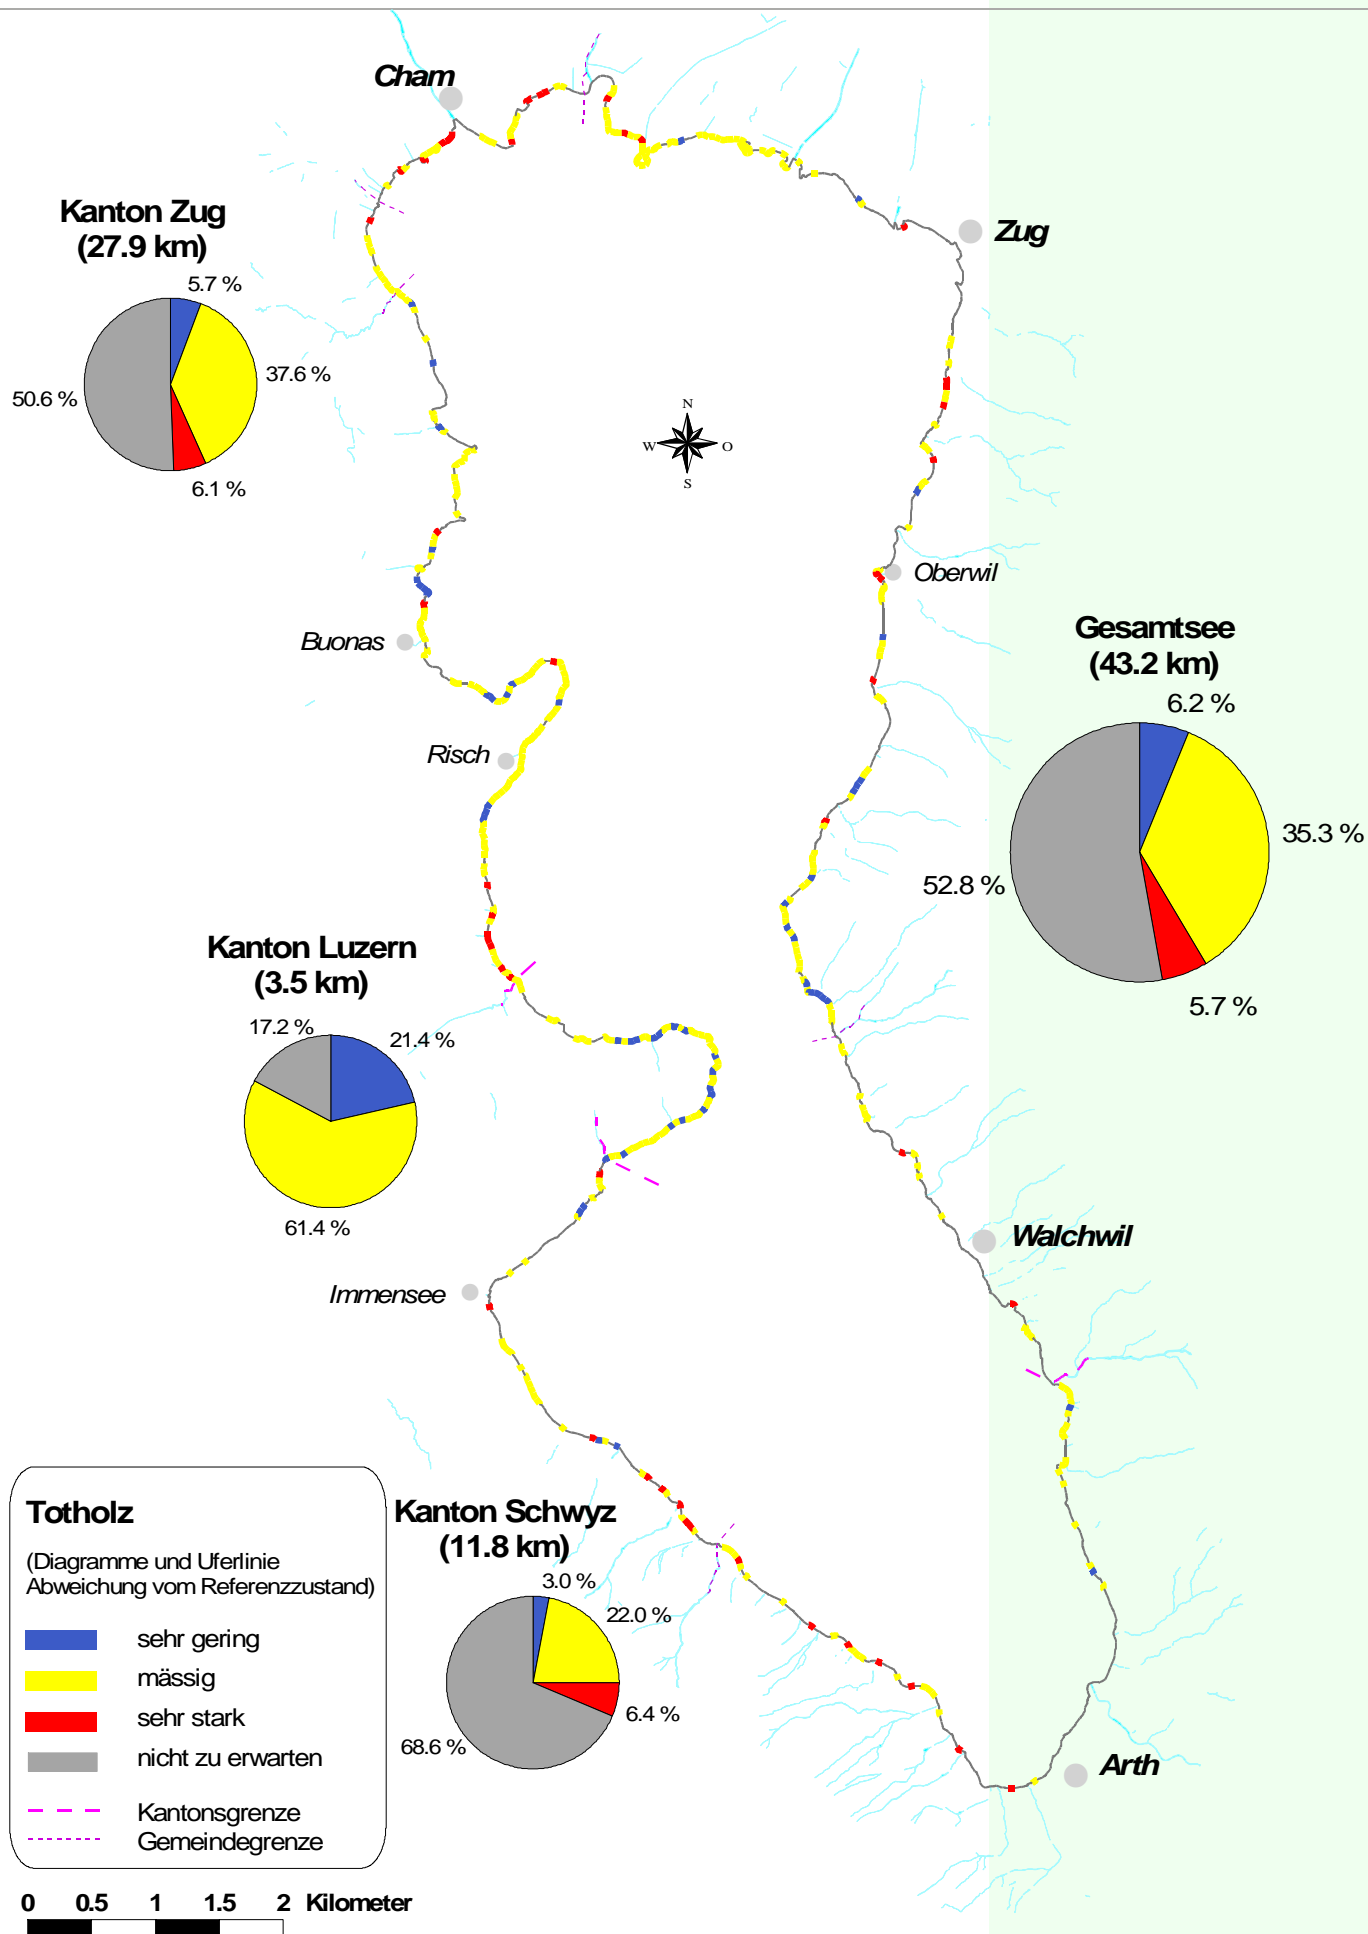 Cham
Kanton Zug
(27.9 km)
5.7 %
37.6 %
50.6 %
6.1 %
Zug
N
W
O
S
Oberwil
Buonas
Gesamtsee
(43.2 km)
6.2 %
35.3 %
52.8 %
5.7 %
Risch
Kanton Luzern
(3.5 km)
17.2 %
21.4 %
61.4 %
Walchwil
Immensee
Kanton Schwyz
(11.8 km)
3.0 %
22.0 %
6.4 %
68.6 %
Arth
Totholz
(Diagramme und Uferlinie
Abweichung vom Referenzzustand)
sehr gering
mässig
sehr stark
nicht zu erwarten
Kantonsgrenze
Gemeindegrenze
0 0.5 1 1.5 2 Kilometer